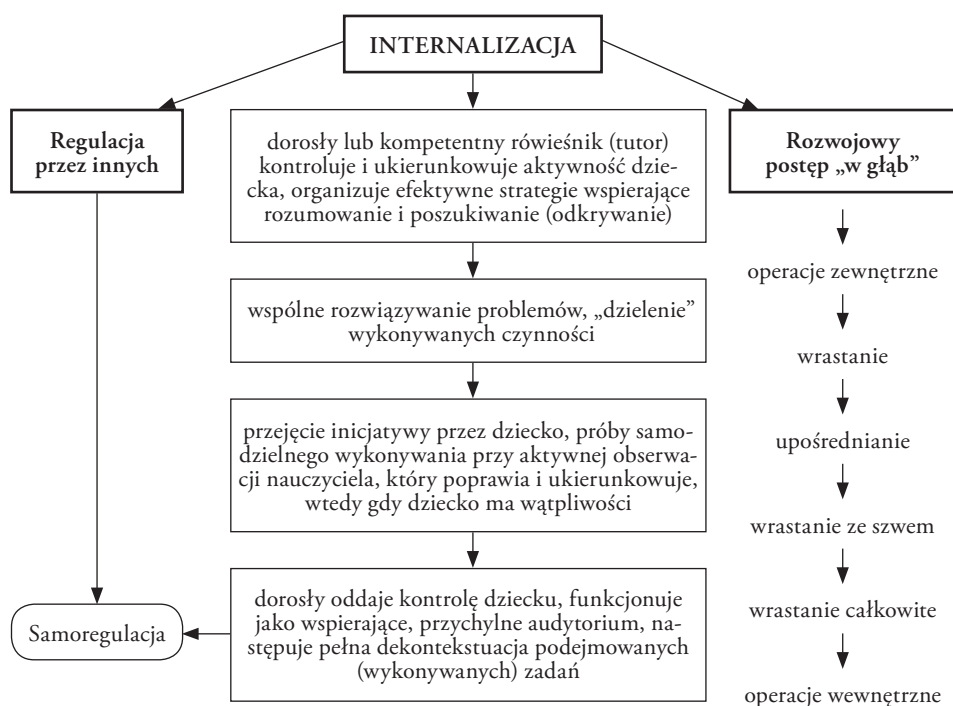 INTERNALIZACJA
Regulacja
przez innych
dorosły lub kompetentny rówieśnik (tutor)
kontroluje i ukierunkowuje aktywność dzie-
cka, organizuje efektywne strategie wspierające
rozumowanie i poszukiwanie (odkrywanie)
wspólne rozwiązywanie problemów, „dzielenie”
wykonywanych czynności
przejęcie inicjatywy przez dziecko, próby samo-
dzielnego wykonywania przy aktywnej obserwa-
cji nauczyciela, który poprawia i ukierunkowuje,
wtedy gdy dziecko ma wątpliwości
dorosły oddaje kontrolę dziecku, funkcjonuje
jako wspierające, przychylne audytorium, na-
stępuje pełna dekontekstuacja podejmowanych
(wykonywanych) zadań
Samoregulacja
Rozwojowy
postęp „w głąb”
operacje zewnętrzne
wrastanie
upośrednianie
wrastanie ze szwem
wrastanie całkowite
operacje wewnętrzne